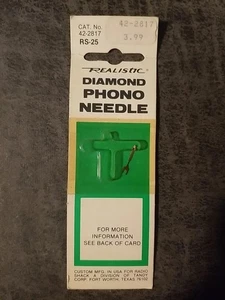 CAT. No.
42-2817
RS-25
42-2817
3.99
REALISTIC
DIAMOND
PHONO
NEEDLE
FOR MORE
INFORMATION
SEE BACK OF CARD
CUSTOM MFG. IN USA FOR RADIO
SHACK A DIVISION OF TANDY
CORP. FORT WORTH, TEXAS 76102